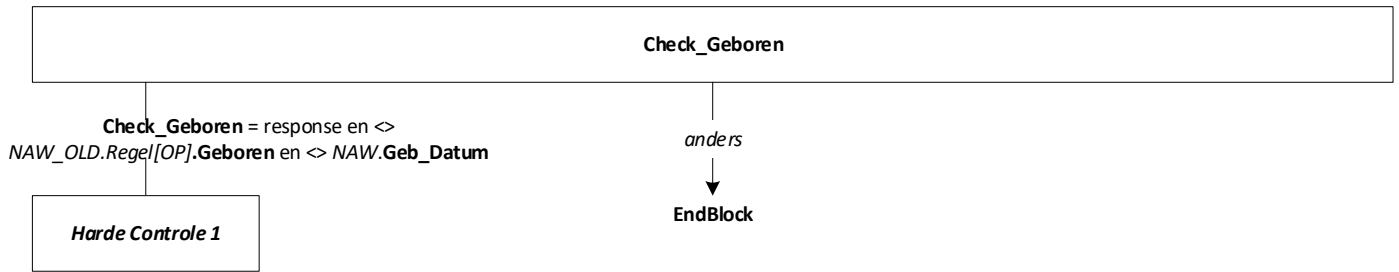 Check_Geboren
Check_Geboren = response en <>
NAW_OLD.Regel[OP].Geboren en <> NAW.Geb_Datum
anders
EndBlock
Harde Controle 1